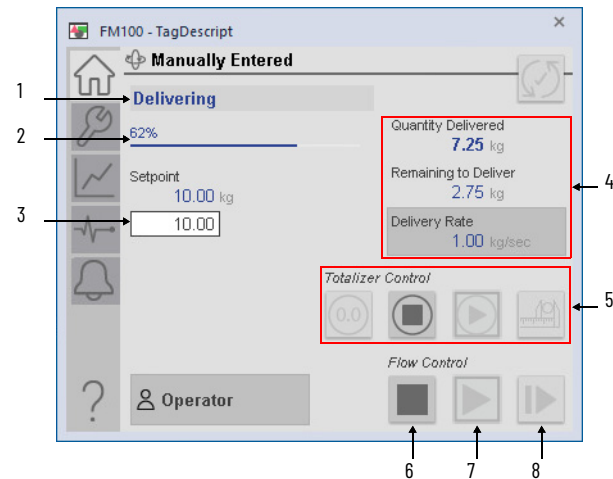 FM100 - TagDescript
Manually Entered
1
Delivering
2
62%
Quantity Delivered
7.25 kg
4
Setpoint
Remaining to Deliver
10.00 kg
2.75 kg
3
10.00
Delivery Rate
1.00 kg/sec
Totalizer Control
5
0.0
Flow Control
?
Operator
6
7
8